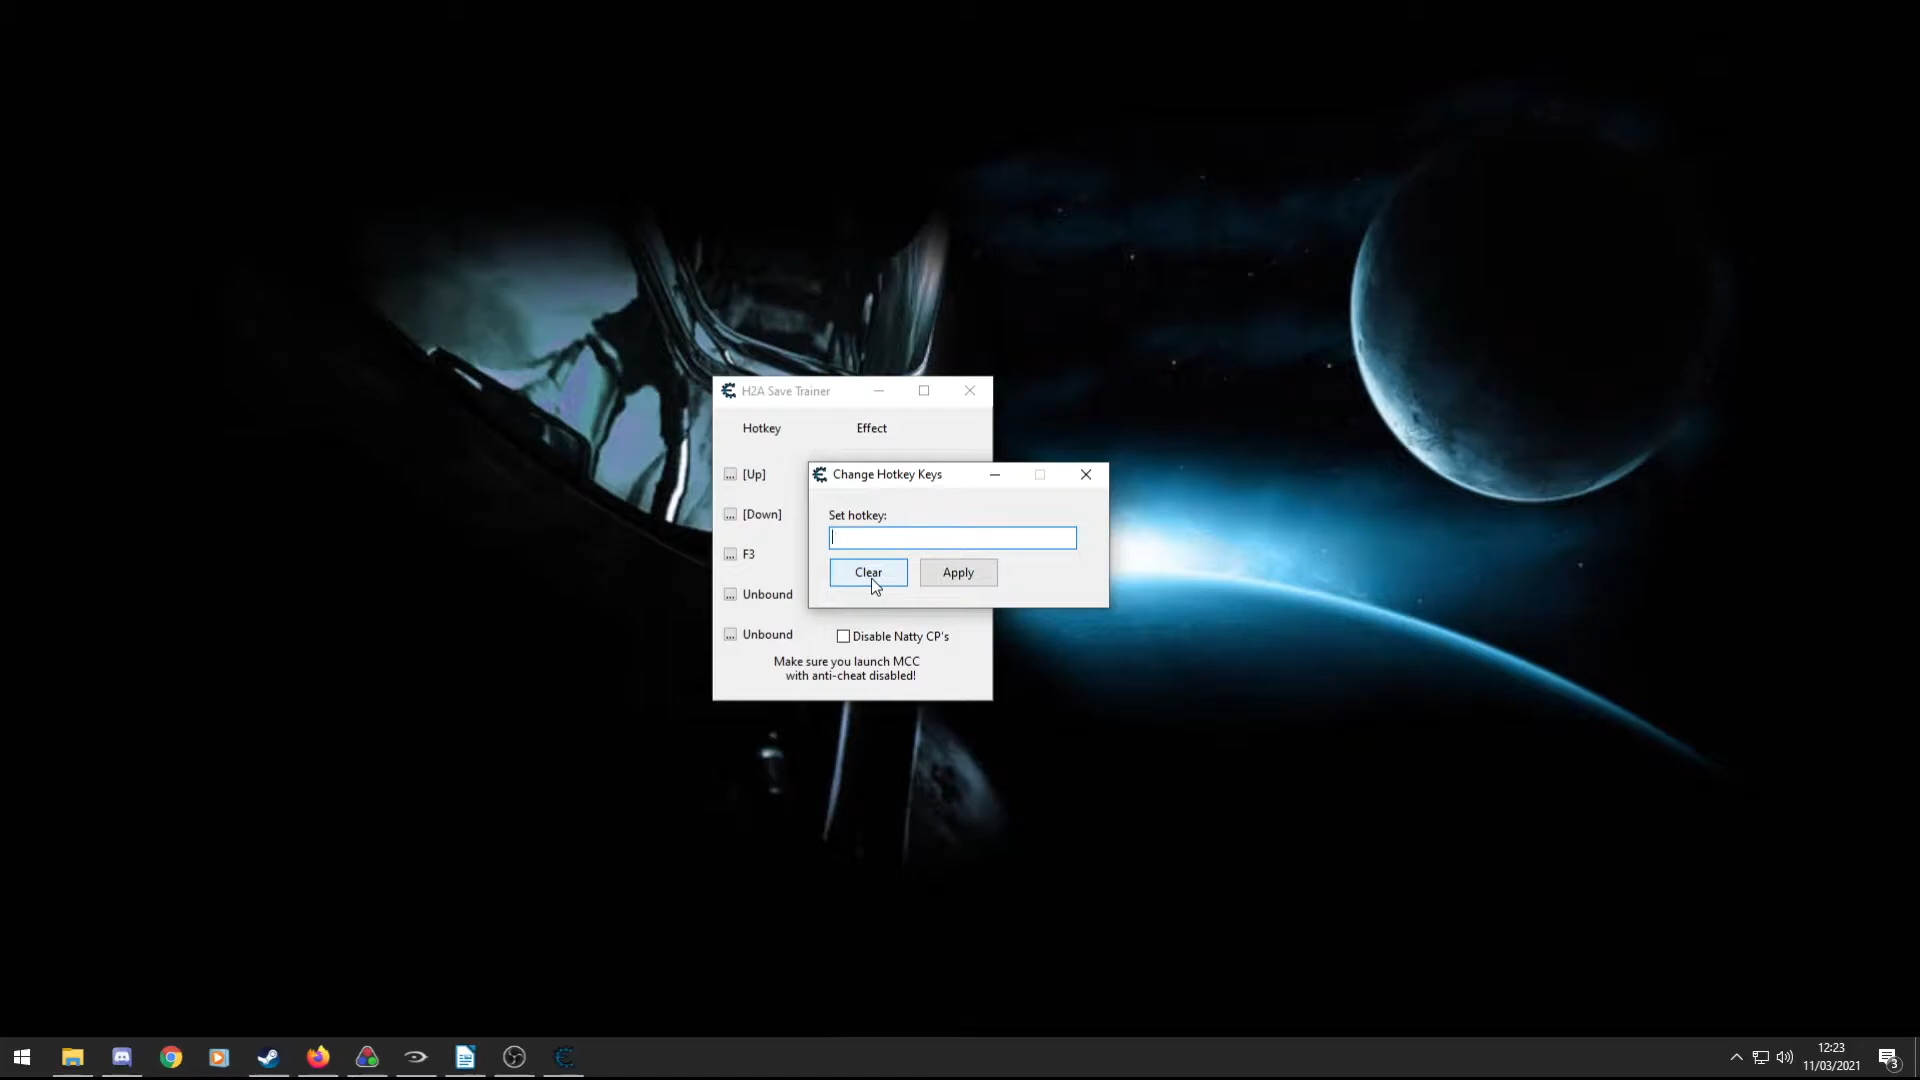 H2A Save Trainer
Hotkey Effect
... [Up]
... [Down]
... F3
... Unbound
... Unbound
Disable Natty CP's
Make sure you launch MCC
with anti-cheat disabled!
Change Hotkey Keys
Set hotkey:
Clear Apply
12:23
11/03/2021
3